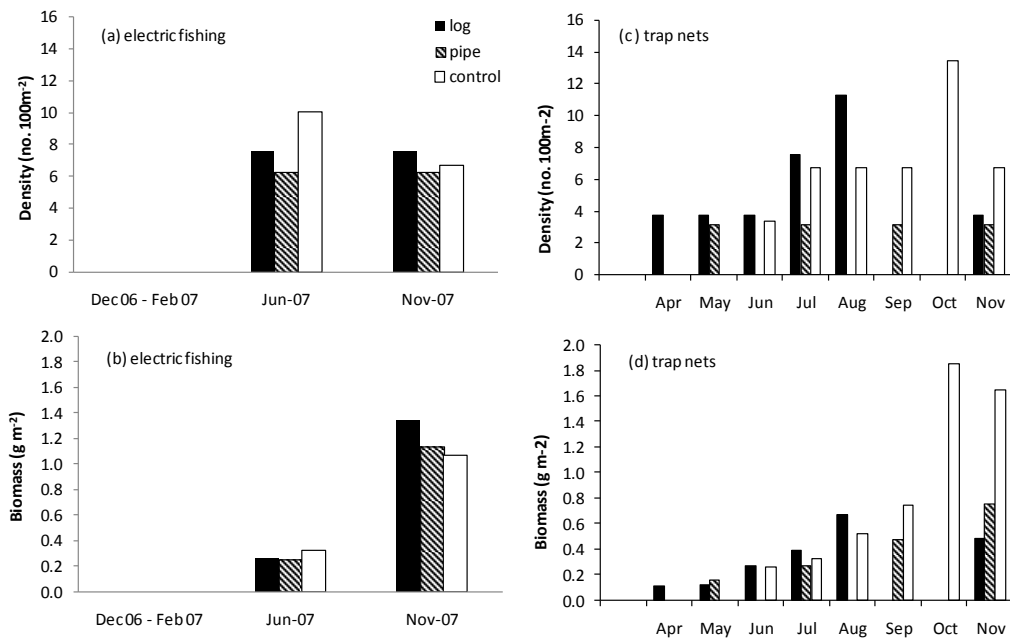 (a) electric fishing
log
pipe
control
Density (no. 100m-2)
16
14
12
10
8
6
4
2
0
Dec 06 - Feb 07 Jun-07 Nov-07
(c) trap nets
Density (no. 100m-2)
16
14
12
10
8
6
4
2
0
Apr May Jun Jul Aug Sep Oct Nov
(b) electric fishing
Biomass (g m-2)
2.0
1.8
1.6
1.4
1.2
1.0
0.8
0.6
0.4
0.2
0.0
Dec 06 - Feb 07 Jun-07 Nov-07
(d) trap nets
Biomass (g m-2)
2.0
1.8
1.6
1.4
1.2
1.0
0.8
0.6
0.4
0.2
0.0
Apr May Jun Jul Aug Sep Oct Nov